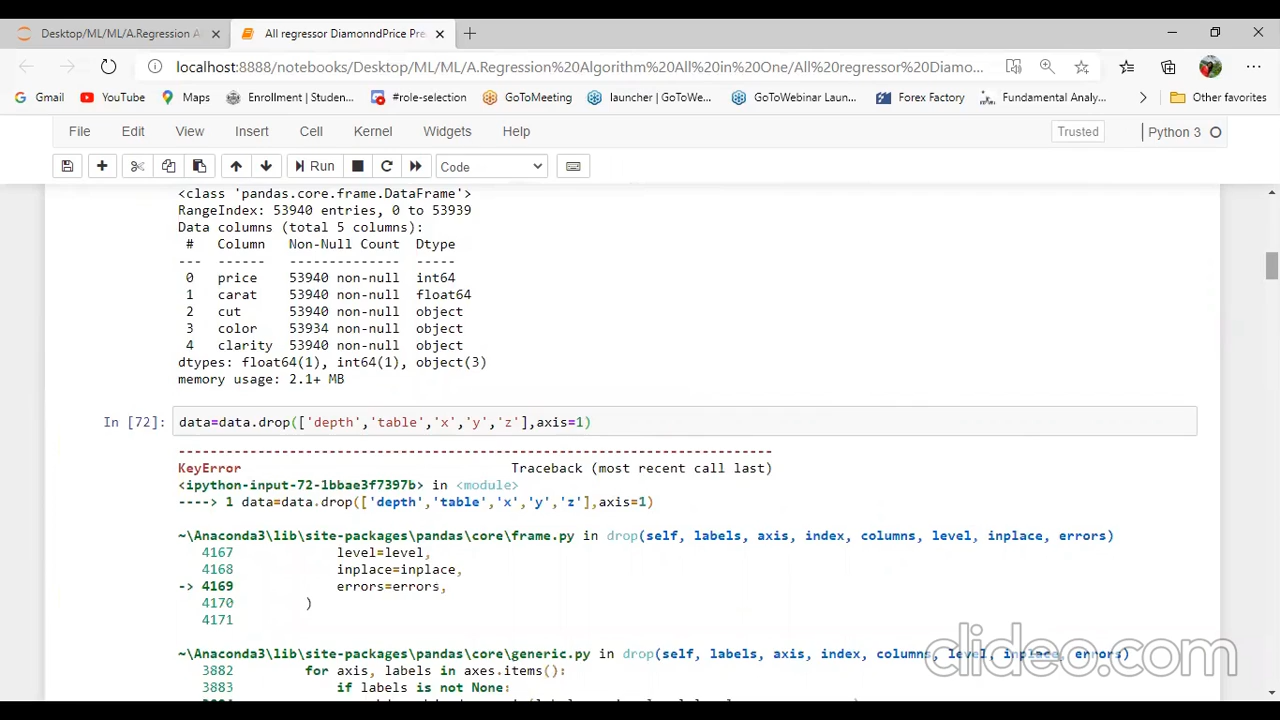 Desktop/ML/ML/A.Regression A
All regressor DiamonndPrice Pre
localhost:8888/notebooks/Desktop/ML/ML/A.Regression%20Algorithm%20All%20in%20One/All%20regressor%20Diamo...
Gmail YouTube Maps Enrollment | Studen... #role-selection GoToMeeting launcher | GoToWe... GoToWebinar Laun... Forex Factory Fundamental Analy... Other favorites
File Edit View Insert Cell Kernel Widgets Help Trusted Python 3
Run Code
<class 'pandas.core.frame.DataFrame'>
RangeIndex: 53940 entries, 0 to 53939
Data columns (total 5 columns):
# Column Non-Null Count Dtype
--- ------ -------------- -----
0 price 53940 non-null int64
1 carat 53940 non-null float64
2 cut 53940 non-null object
3 color 53934 non-null object
4 clarity 53940 non-null object
dtypes: float64(1), int64(1), object(3)
memory usage: 2.1+ MB
In [72]: data=data.drop(['depth','table','x','y','z'],axis=1)
---------------------------------------------------------------------------
KeyError Traceback (most recent call last)
<ipython-input-72-1bbae3f7397b> in <module>
----> 1 data=data.drop(['depth','table','x','y','z'],axis=1)
~\Anaconda3\lib\site-packages\pandas\core\frame.py in drop(self, labels, axis, index, columns, level, inplace, errors)
4167 level=level,
4168 inplace=inplace,
-> 4169 errors=errors,
4170 )
4171
~\Anaconda3\lib\site-packages\pandas\core\generic.py in drop(self, labels, axis, index, columns, level, inplace, errors)
3882 for axis, labels in axes.items():
3883 if labels is not None:
clideo.com